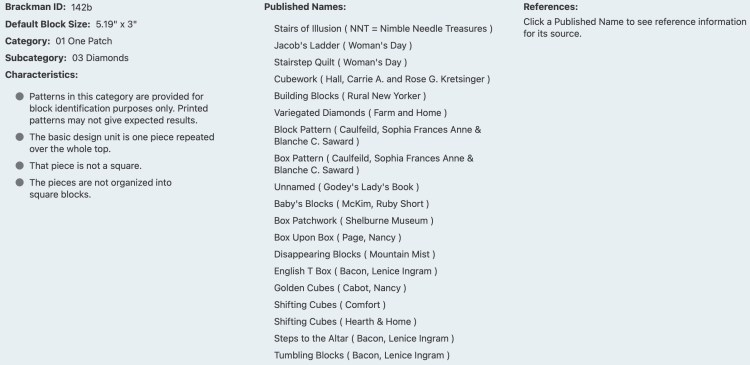 Brackman ID: 142b
Default Block Size: 5.19" x 3"
Category: 01 One Patch
Subcategory: 03 Diamonds
Characteristics:
Patterns in this category are provided for
block identification purposes only. Printed
patterns may not give expected results.
The basic design unit is one piece repeated
over the whole top.
That piece is not a square.
The pieces are not organized into
square blocks.
Published Names:
Stairs of Illusion ( NNT = Nimble Needle Treasures )
Jacob's Ladder ( Woman's Day )
Stairstep Quilt ( Woman's Day )
Cubework ( Hall, Carrie A. and Rose G. Kretsinger )
Building Blocks ( Rural New Yorker )
Variegated Diamonds ( Farm and Home )
Block Pattern ( Caulfeild, Sophia Frances Anne &
Blanche C. Saward )
Box Pattern ( Caulfeild, Sophia Frances Anne &
Blanche C. Saward )
Unnamed ( Godey's Lady's Book )
Baby's Blocks ( McKim, Ruby Short )
Box Patchwork ( Shelburne Museum )
Box Upon Box ( Page, Nancy )
Disappearing Blocks ( Mountain Mist )
English T Box ( Bacon, Lenice Ingram )
Golden Cubes ( Cabot, Nancy )
Shifting Cubes ( Comfort )
Shifting Cubes ( Hearth & Home )
Steps to the Altar ( Bacon, Lenice Ingram )
Tumbling Blocks ( Bacon, Lenice Ingram )
References:
Click a Published Name to see reference information
for its source.